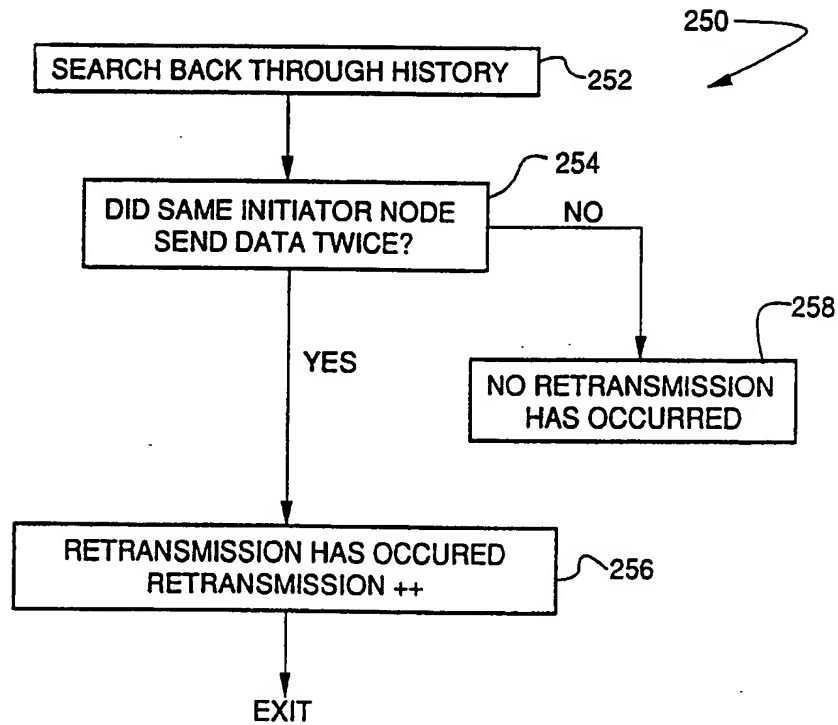 250
SEARCH BACK THROUGH HISTORY
252
254
DID SAME INITIATOR NODE
SEND DATA TWICE?
NO
258
YES
NO RETRANSMISSION
HAS OCCURRED
RETRANSMISSION HAS OCCURED
RETRANSMISSION ++
256
EXIT